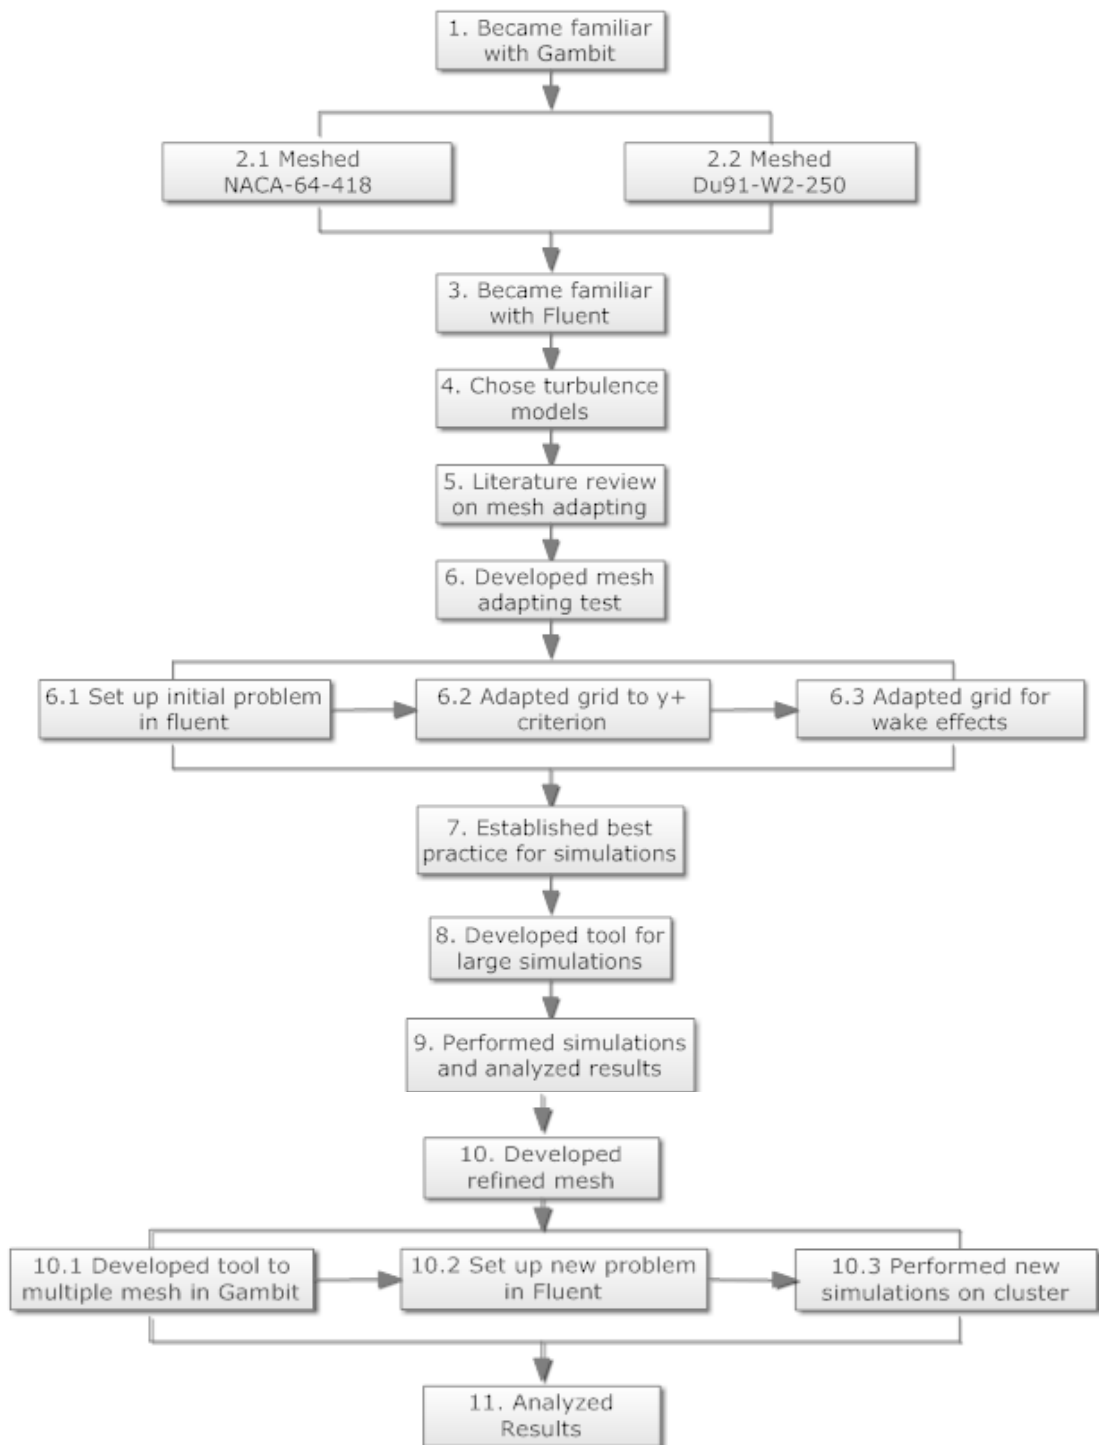 1. Became familiar
with Gambit
2.1 Meshed
NACA-64-418
2.2 Meshed
Du91-W2-250
3. Became familiar
with Fluent
4. Chose turbulence
models
5. Literature review
on mesh adapting
6. Developed mesh
adapting test
6.1 Set up initial problem
in fluent
6.2 Adapted grid to y+
criterion
6.3 Adapted grid for
wake effects
7. Established best
practice for simulations
8. Developed tool for
large simulations
9. Performed simulations
and analyzed results
10. Developed
refined mesh
10.1 Developed tool to
multiple mesh in Gambit
10.2 Set up new problem
in Fluent
10.3 Performed new
simulations on cluster
11. Analyzed
Results